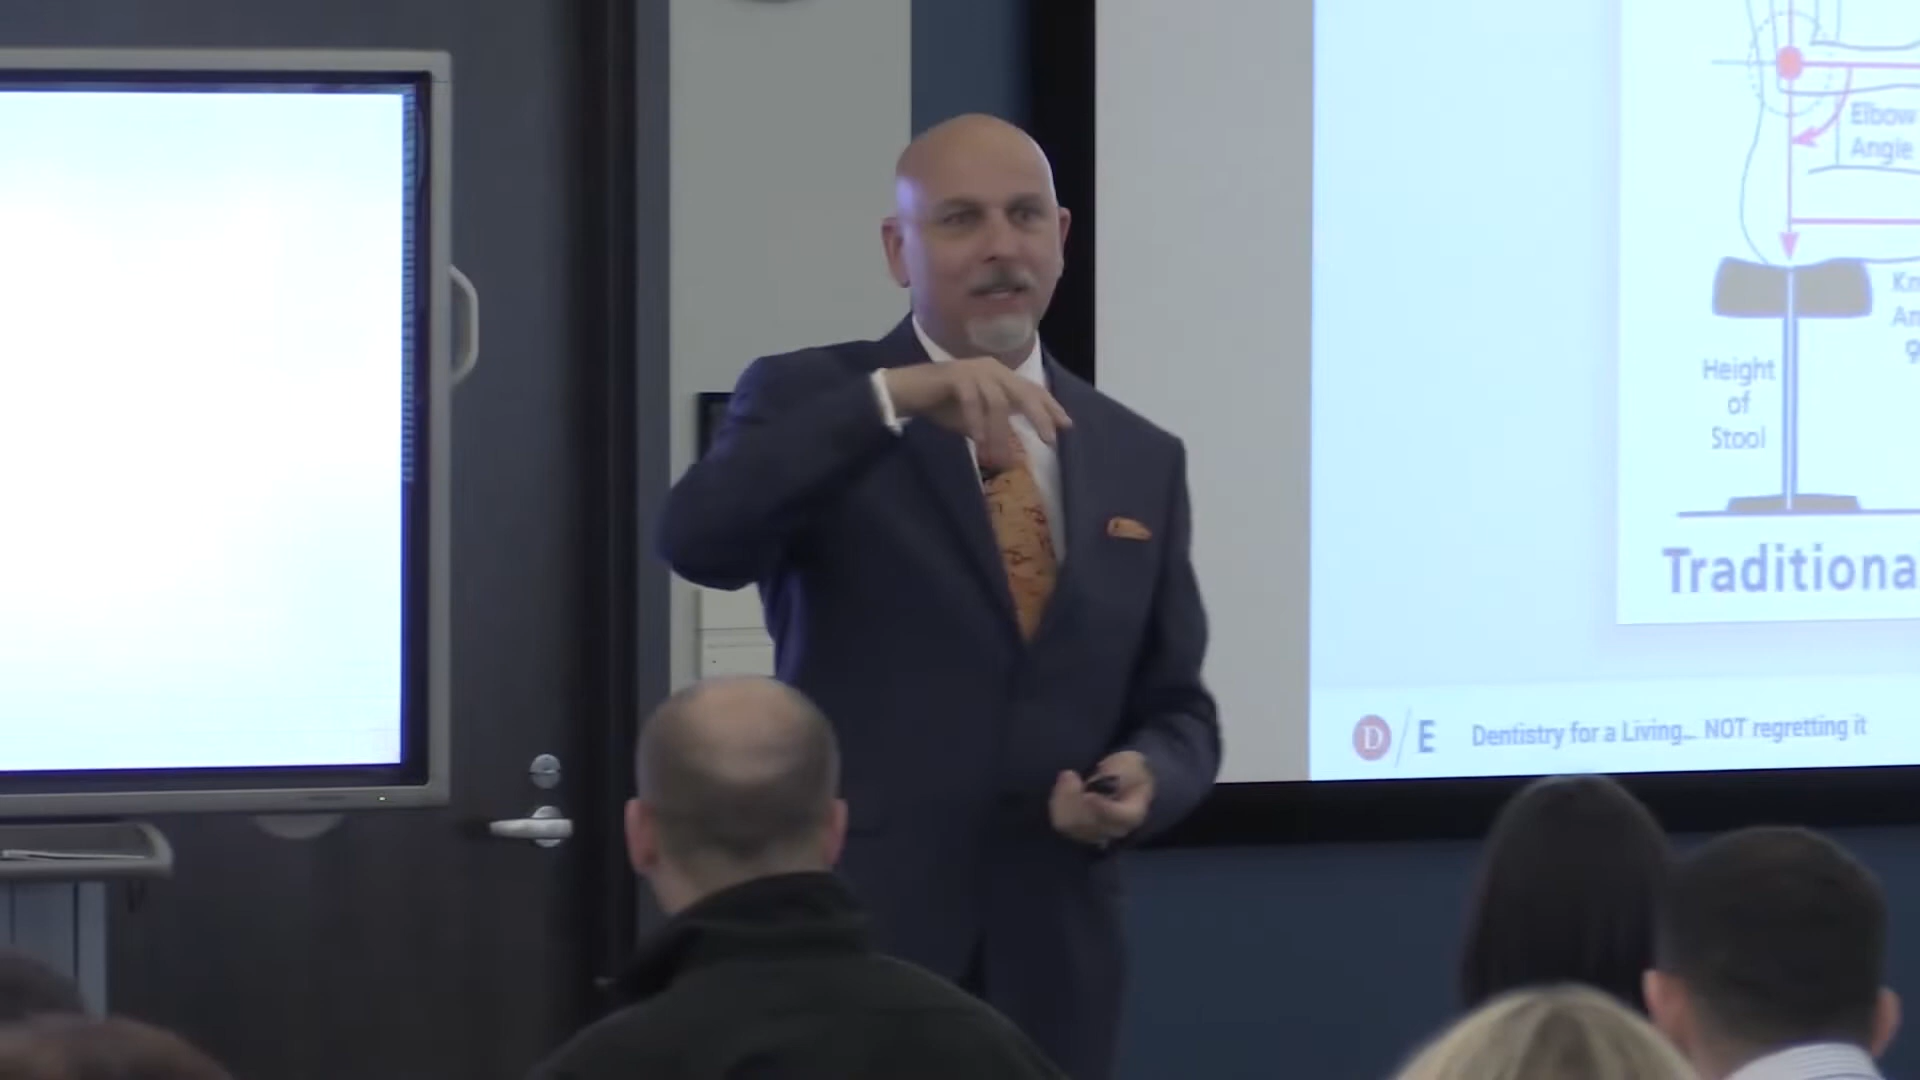 Elbow
Angle
Height
of
Stool
Traditiona
D / E Dentistry for a Living... NOT regretting it